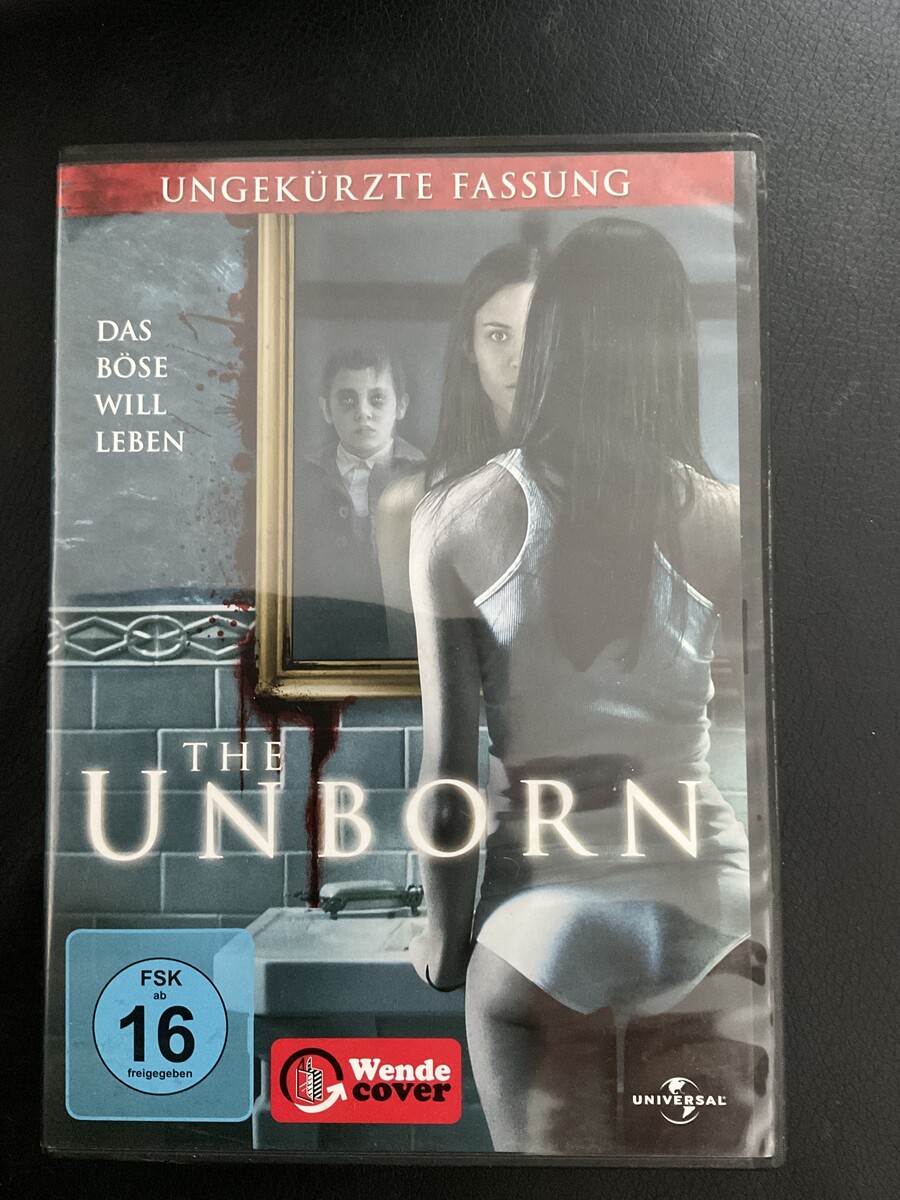 UNGEKÜRZTE FASSUNG
DAS
BÖSE
WILL
LEBEN
THE
UNBORN
FSK
ab
16
freigegeben
Wende
cover
UNIVERSAL